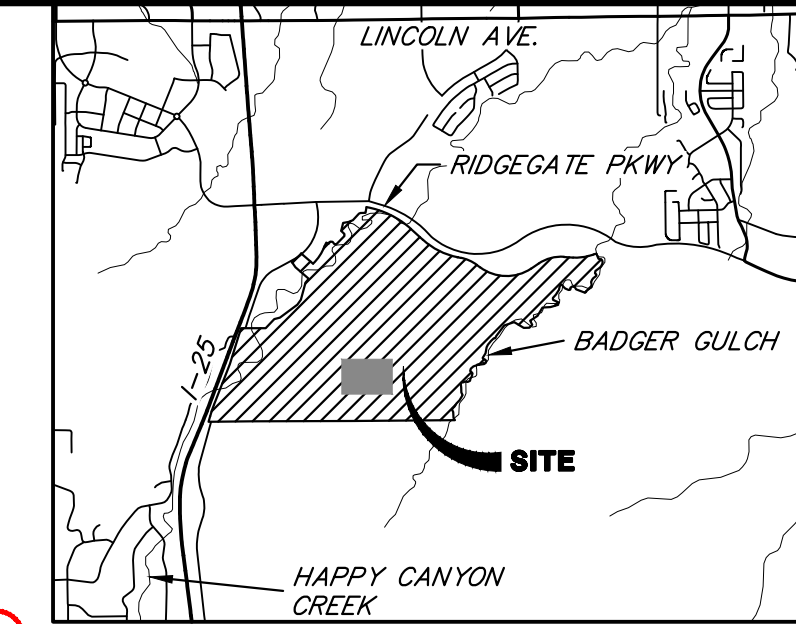 LINCOLN AVE.
RIDGEGATE PKWY
BADGER GULCH
I-25
SITE
HAPPY CANYON
CREEK